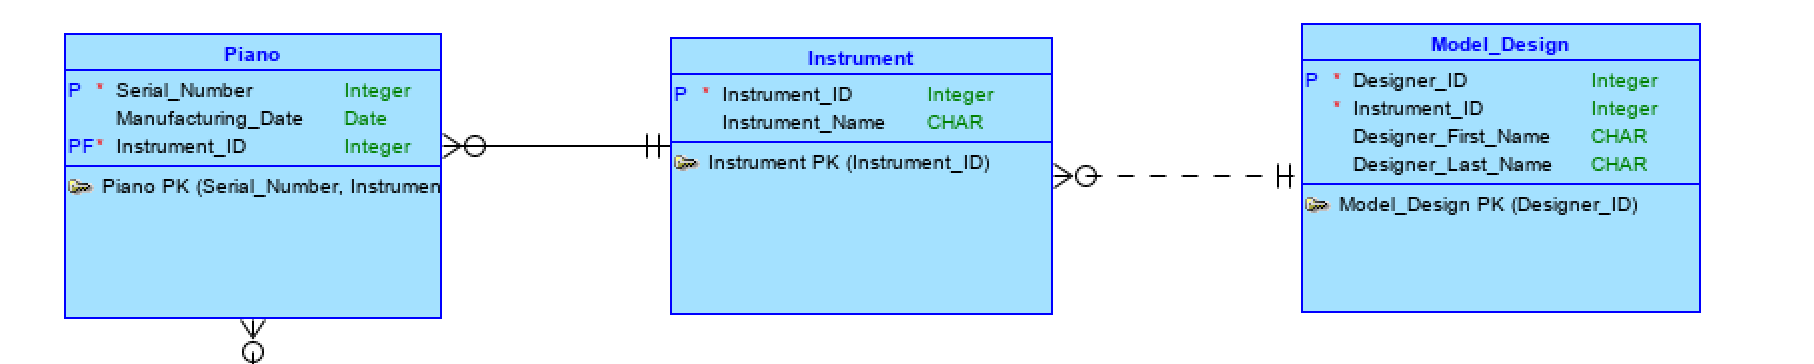 Piano
P * Serial_Number Integer
Manufacturing_Date Date
PF* Instrument_ID Integer
Piano PK (Serial_Number, Instrumen
Instrument
P * Instrument_ID Integer
Instrument_Name CHAR
Instrument PK (Instrument_ID)
Model_Design
P * Designer_ID Integer
* Instrument_ID Integer
Designer_First_Name CHAR
Designer_Last_Name CHAR
Model_Design PK (Designer_ID)